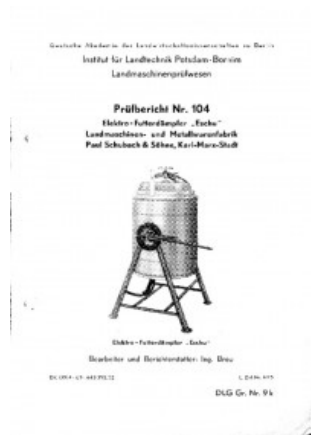 Deutsche Akademie der Landwirtschaftswissenschaften zu Berlin
Institut für Landtechnik Potsdam-Bornim
Landmaschinenprüfwesen
Prüfbericht Nr. 104
Elektro-Futterdämpfer „Eschu“
Landmaschinen- und Metallwarenfabrik
Paul Schubach & Söhne, Karl-Marx-Stadt
Elektro-Futterdämpfer „Eschu“
Bearbeiter und Berichterstatter: Ing. Brau
DLG Gr. Nr. 9k